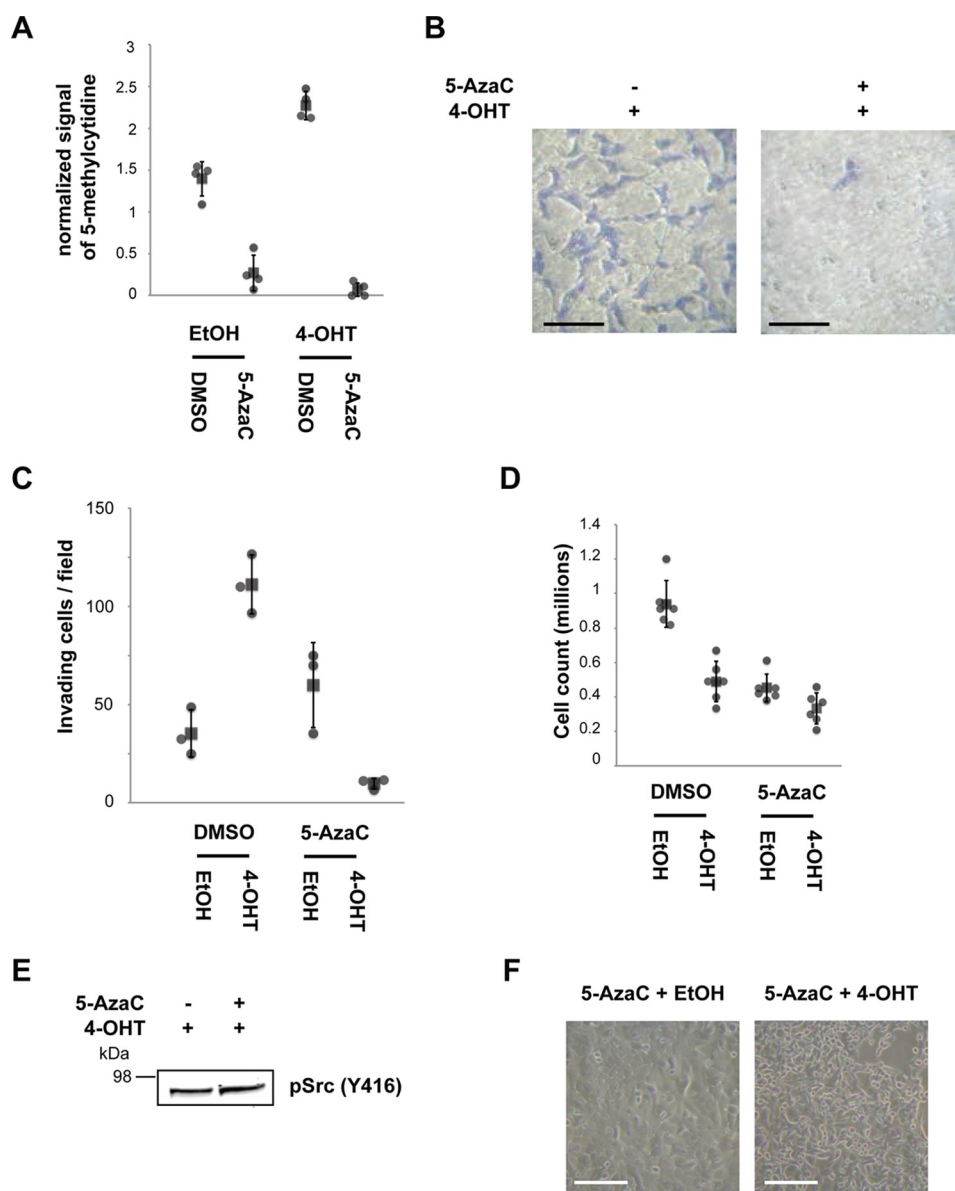 A
normalized signal
of 5-methylcytidine
3
2.5
2
1.5
1
0.5
0
EtOH
4-OHT
DMSO
5-AzaC
DMSO
5-AzaC
B
5-AzaC - +
4-OHT + +
C
Invading cells / field
150
100
50
0
DMSO
5-AzaC
EtOH
4-OHT
EtOH
4-OHT
D
Cell count (millions)
1.4
1.2
1
0.8
0.6
0.4
0.2
0
DMSO
5-AzaC
EtOH
4-OHT
EtOH
4-OHT
E
5-AzaC - +
4-OHT + +
kDa
98
pSrc (Y416)
F
5-AzaC + EtOH
5-AzaC + 4-OHT